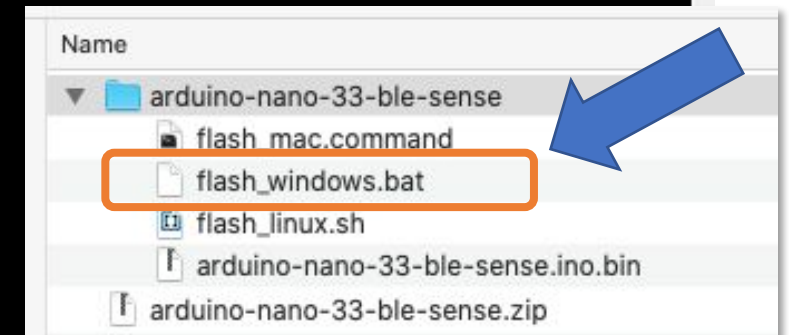 Name
arduino-nano-33-ble-sense
flash_mac.command
flash_windows.bat
flash_linux.sh
arduino-nano-33-ble-sense.ino.bin
arduino-nano-33-ble-sense.zip